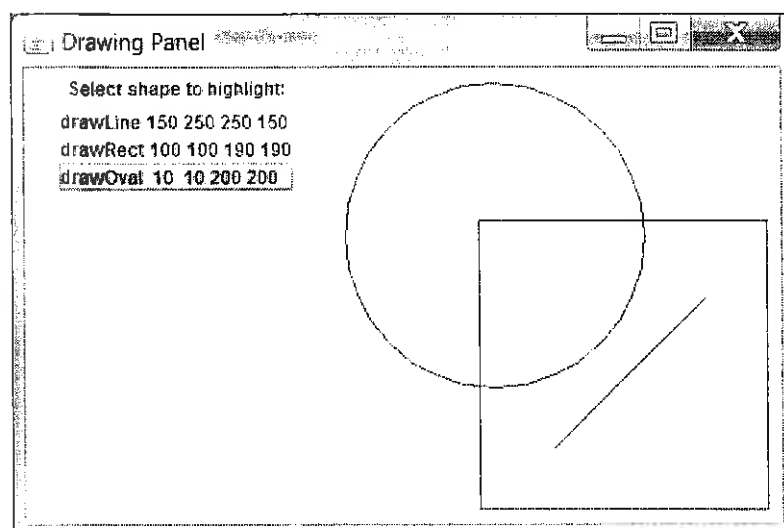 Drawing Panel
Select shape to highlight:
drawLine 150 250 250 150
drawRect 100 100 190 190
drawOval 10 10 200 200